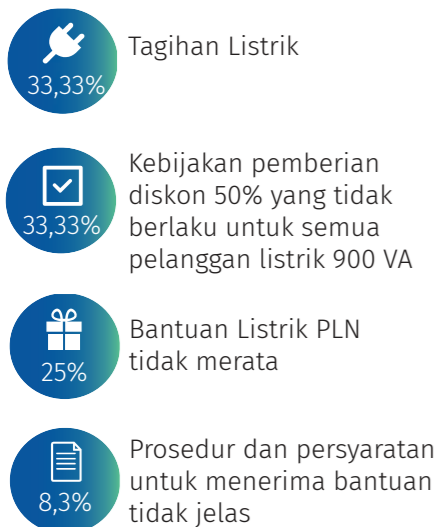 Tagihan Listrik
33,33%
Kebijakan pemberian
diskon 50% yang tidak
berlaku untuk semua
pelanggan listrik 900 VA
33,33%
Bantuan Listrik PLN
tidak merata
25%
Prosedur dan persyaratan
untuk menerima bantuan
tidak jelas
8,3%